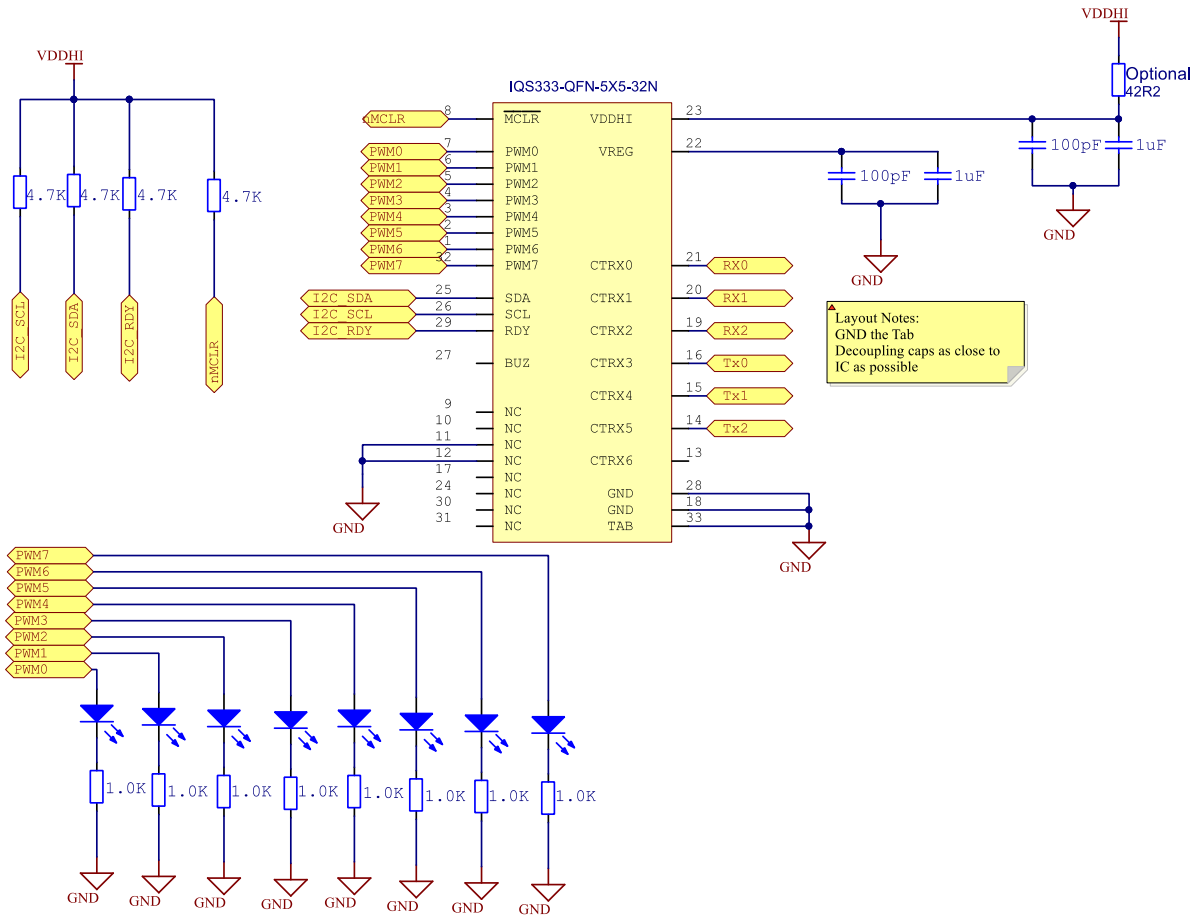 VDDHI
4.7K
4.7K
4.7K
4.7K
I2C_SCL
I2C_SDA
I2C_RDY
nMCLR
IQS333-QFN-5X5-32N
nMCLR 8 MCLR
PWM0 7 PWM0
PWM1 6 PWM1
PWM2 5 PWM2
PWM3 4 PWM3
PWM4 3 PWM4
PWM5 2 PWM5
PWM6 1 PWM6
PWM7 32 PWM7
I2C_SDA 25 SDA
I2C_SCL 26 SCL
I2C_RDY 29 RDY
27 BUZ
9 NC
10 NC
11 NC
12 NC
17 NC
24 NC
30 NC
31 NC
GND
VDDHI 23
VREG 22
CTRX0 21 RX0
CTRX1 20 RX1
CTRX2 19 RX2
CTRX3 16 Tx0
CTRX4 15 Tx1
CTRX5 14 Tx2
CTRX6 13
GND 28
GND 18
TAB 33
GND
VDDHI
Optional
42R2
100pF
1uF
GND
100pF
1uF
GND
Layout Notes:
GND the Tab
Decoupling caps as close to
IC as possible
PWM7
PWM6
PWM5
PWM4
PWM3
PWM2
PWM1
PWM0
1.0K
1.0K
1.0K
1.0K
1.0K
1.0K
1.0K
1.0K
GND
GND
GND
GND
GND
GND
GND
GND